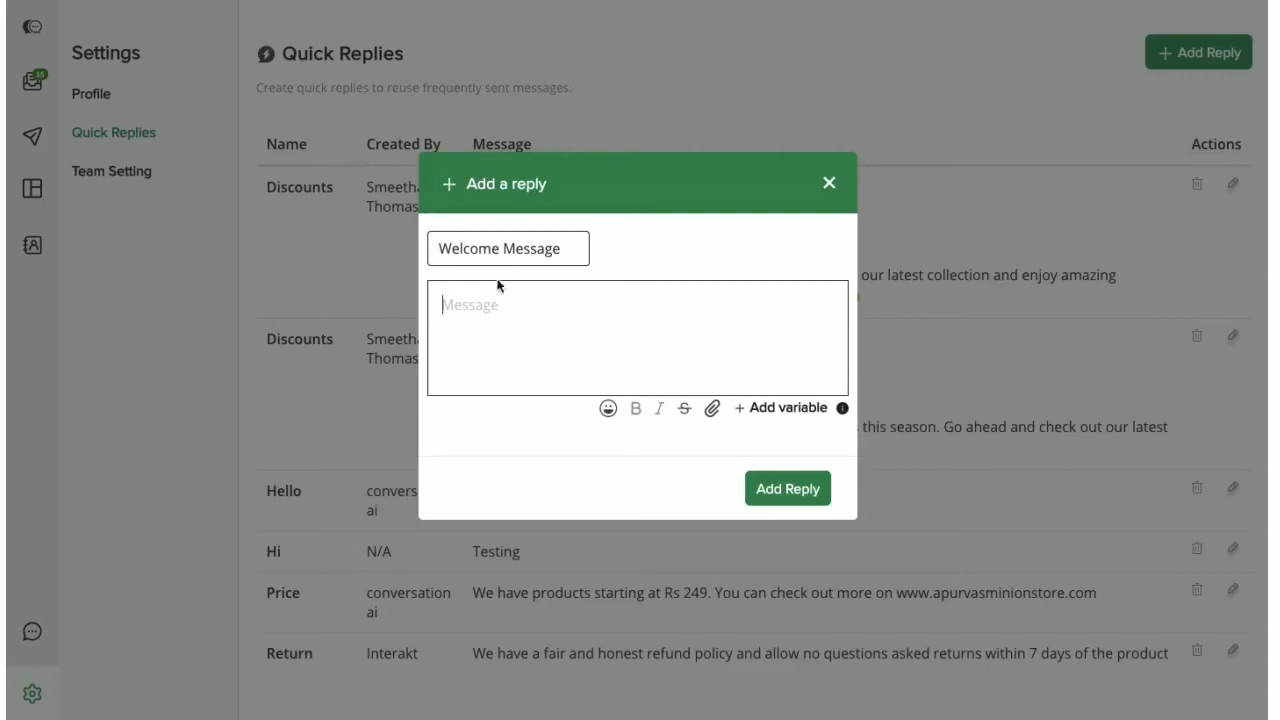 15
Settings
Profile
Quick Replies
Team Setting
Quick Replies
Create quick replies to reuse frequently sent messages.
+ Add Reply
Name Created By Message Actions
Discounts
Thomas
our latest collection and enjoy amazing
Discounts
Thomas
this season. Go ahead and check out our latest
Hello
ai
Hi N/A Testing
Price conversation We have products starting at Rs 249. You can check out more on www.apurvasminionstore.com
ai
Return Interakt We have a fair and honest refund policy and allow no questions asked returns within 7 days of the product
+ Add a reply
Welcome Message
Message
B I S + Add variable
Add Reply